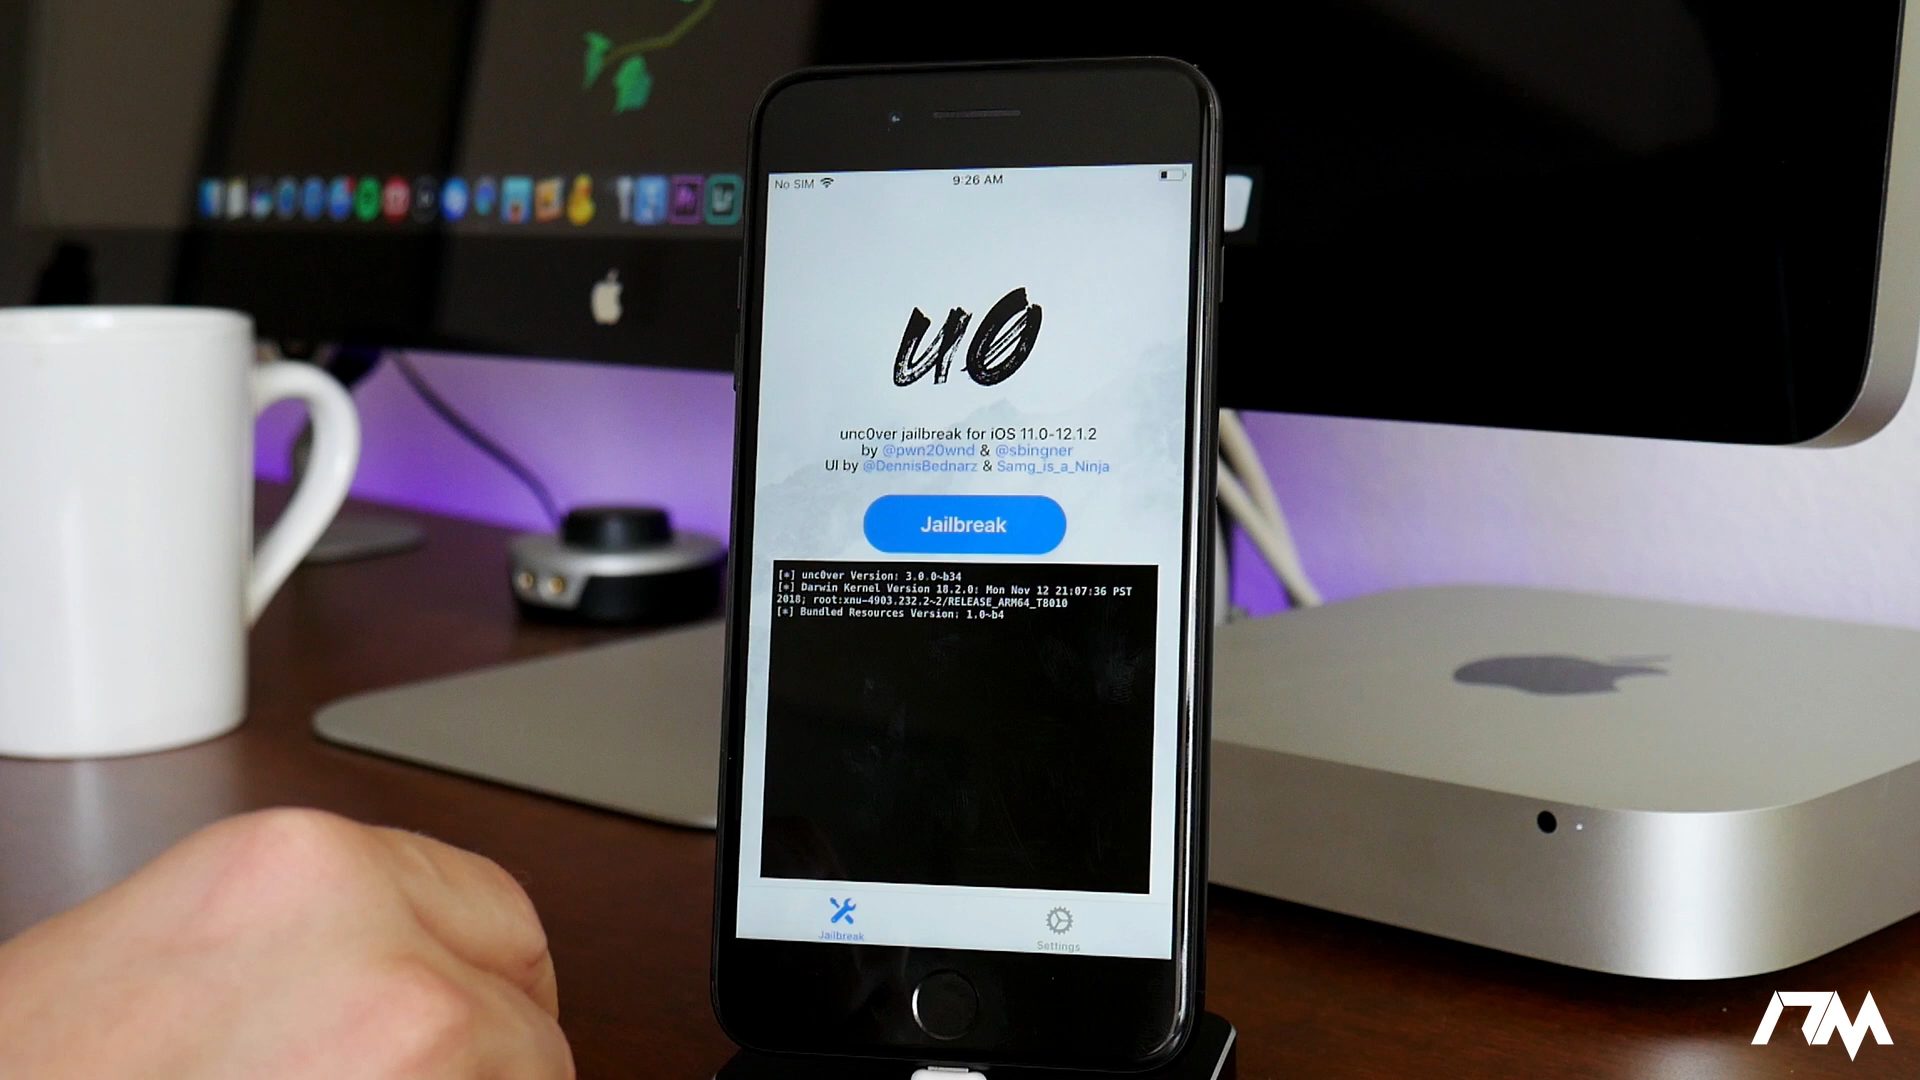 No SIM 9:26 AM
u0
unc0ver jailbreak for iOS 11.0-12.1.2
by @pwn20wnd & @sbingner
UI by @DennisBednarz & Samg_is_a_Ninja
Jailbreak
[*] unc0ver Version: 3.0.0~b34
[*] Darwin Kernel Version 18.2.0: Mon Nov 12 21:07:36 PST
2018; root:xnu-4903.232.2~2/RELEASE_ARM64_T8010
[*] Bundled Resources Version: 1.0~b4
Jailbreak
Settings